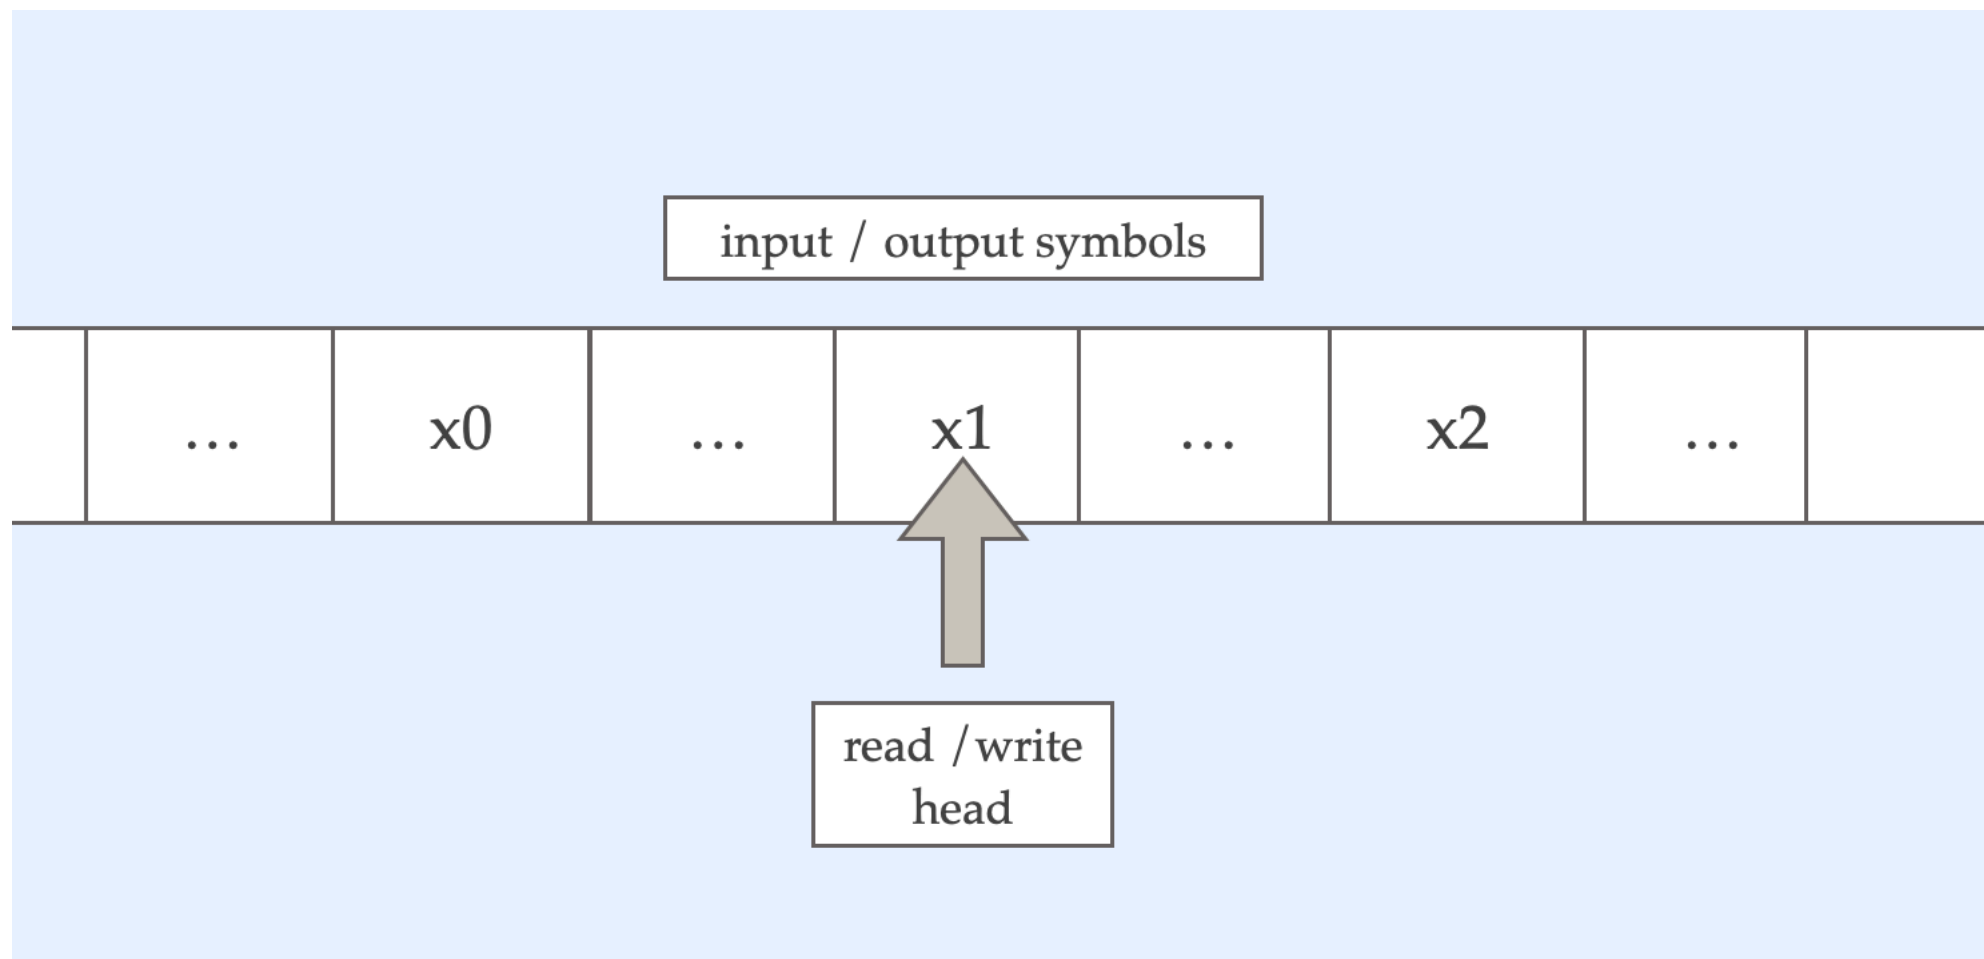 input / output symbols
... x0 ... x1 ... x2 ...
read /write
head